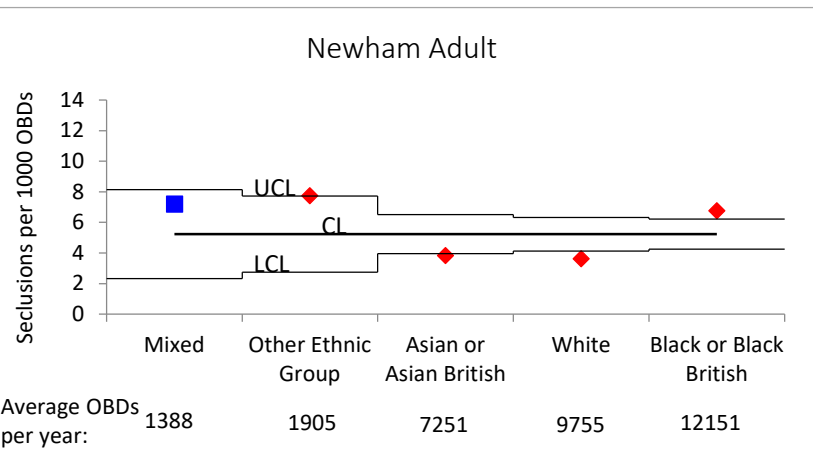 Newham Adult
Seclusions per 1000 OBDs
14
12
10
8
6
4
2
0
UCL
CL
LCL
Mixed
Other Ethnic
Group
Asian or
Asian British
White
Black or Black
British
Average OBDs
per year:
1388
1905
7251
9755
12151